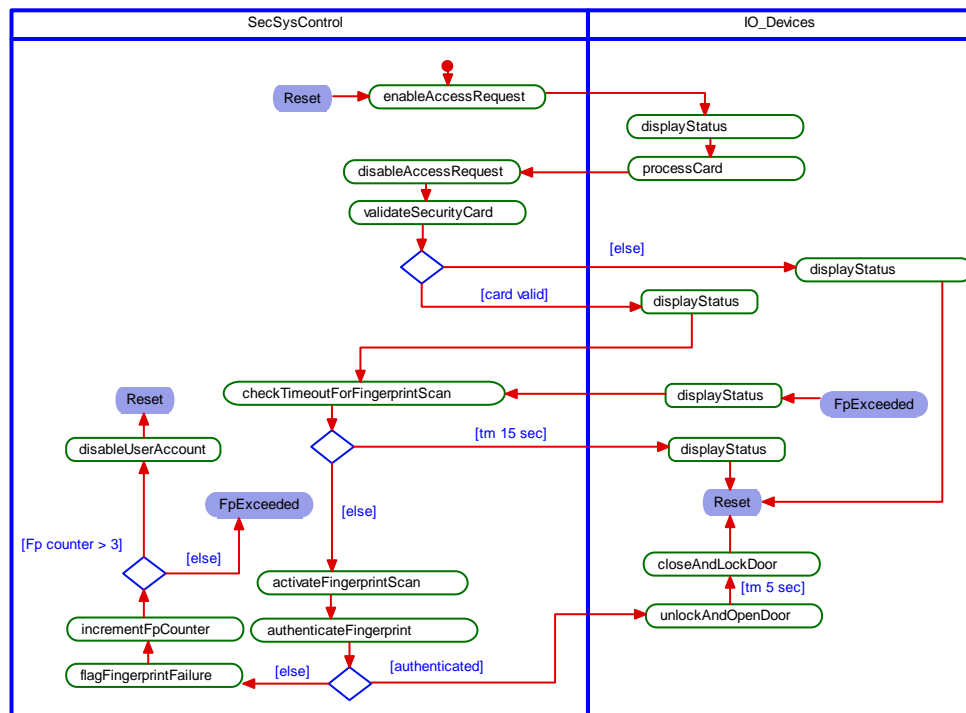 SecSysControl
IO_Devices
Reset
enableAccessRequest
displayStatus
processCard
disableAccessRequest
validateSecurityCard
[else]
displayStatus
[card valid]
displayStatus
Reset
checkTimeoutForFingerprintScan
displayStatus
FpExceeded
disableUserAccount
[tm 15 sec]
displayStatus
FpExceeded
Reset
[else]
[Fp counter > 3]
[else]
activateFingerprintScan
closeAndLockDoor
[tm 5 sec]
incrementFpCounter
authenticateFingerprint
unlockAndOpenDoor
flagFingerprintFailure
[else]
[authenticated]